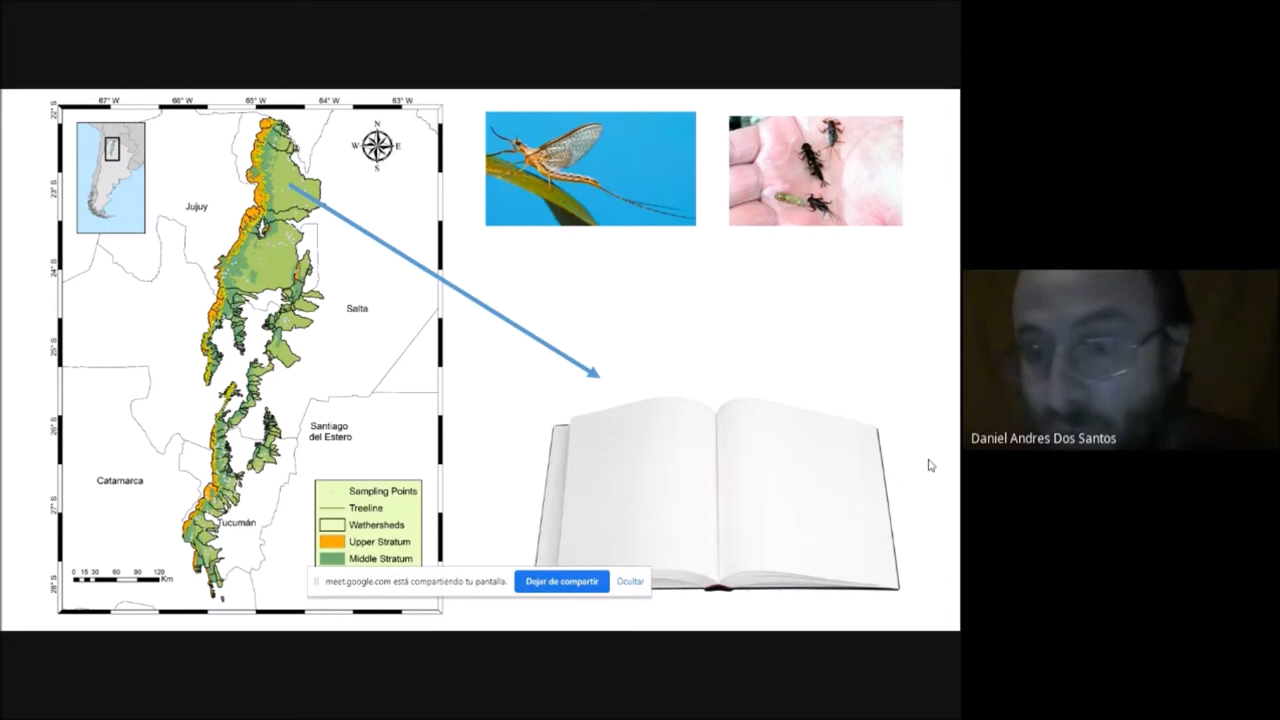 67° W 66° W 65° W 64° W 63° W
22° S
23° S
24° S
25° S
26° S
27° S
28° S
N
W E
S
Jujuy
Salta
Santiago
del Estero
Catamarca
Tucumán
Sampling Points
Treeline
Wathersheds
Upper Stratum
Middle Stratum
0 15 30 60 90 120
Km
meet.google.com está compartiendo tu pantalla. Dejar de compartir Ocultar
Daniel Andres Dos Santos